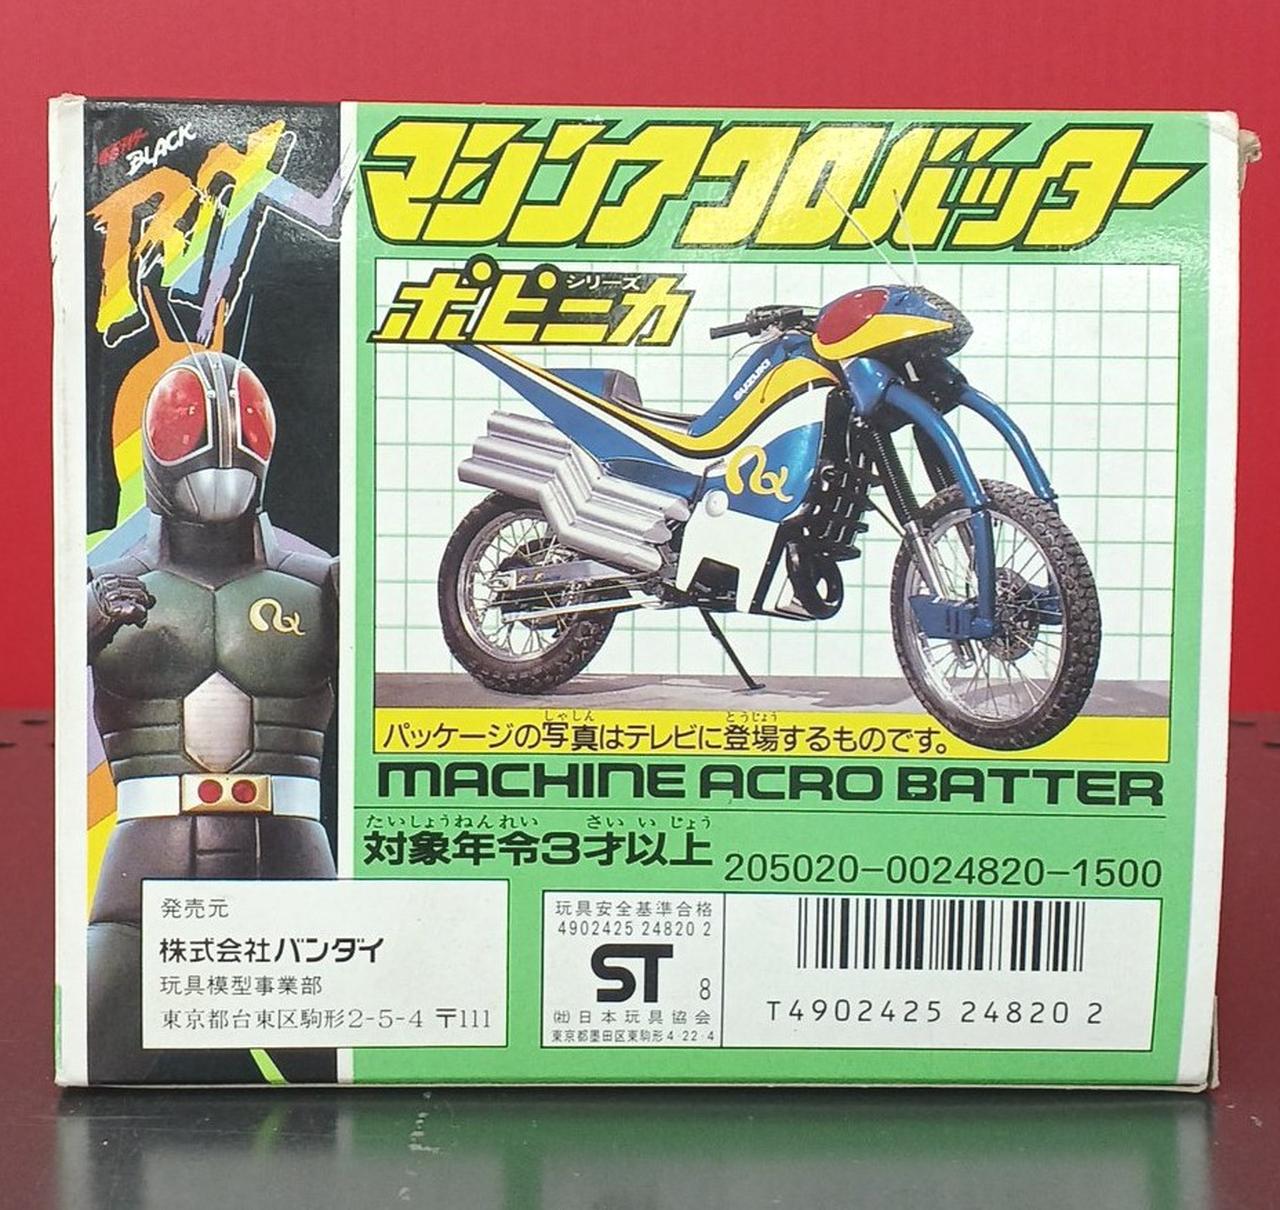 仮面ライダー
BLACK
RX
マシンアクロバッター
ポピニカ
シリーズ
SUZUKI
しゃしん とうじょう
パッケージの写真はテレビに登場するものです。
MACHINE ACRO BATTER
たいしょうねんれい さい い じょう
対象年令3才以上
205020-0024820-1500
発売元
株式会社バンダイ
玩具模型事業部
東京都台東区駒形2-5-4 〒111
玩具安全基準合格
4902425 24820 2
ST 8
㈳日本玩具協会
東京都墨田区東駒形4-22-4
T4902425 24820 2